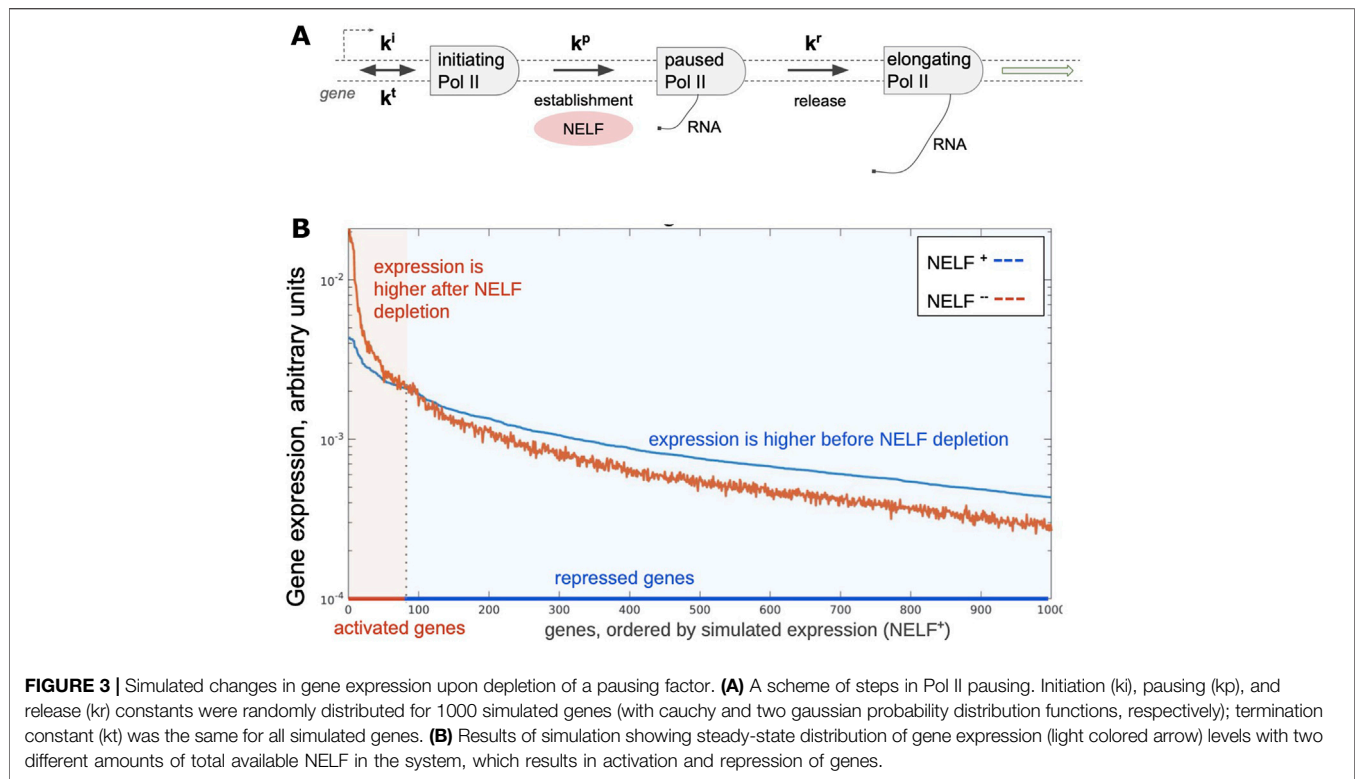 A
kⁱ
kᵖ
kʳ
initiating
Pol II
paused
Pol II
elongating
Pol II
gene
kᵗ
establishment
release
NELF
RNA
RNA
B
NELF +
NELF --
expression is
higher after NELF
depletion
expression is higher before NELF depletion
repressed genes
Gene expression, arbitrary units
10⁻²
10⁻³
10⁻⁴
0 100 200 300 400 500 600 700 800 900 1000
activated genes
genes, ordered by simulated expression (NELF⁺)
FIGURE 3 | Simulated changes in gene expression upon depletion of a pausing factor. (A) A scheme of steps in Pol II pausing. Initiation (ki), pausing (kp), and
release (kr) constants were randomly distributed for 1000 simulated genes (with cauchy and two gaussian probability distribution functions, respectively); termination
constant (kt) was the same for all simulated genes. (B) Results of simulation showing steady-state distribution of gene expression (light colored arrow) levels with two
different amounts of total available NELF in the system, which results in activation and repression of genes.